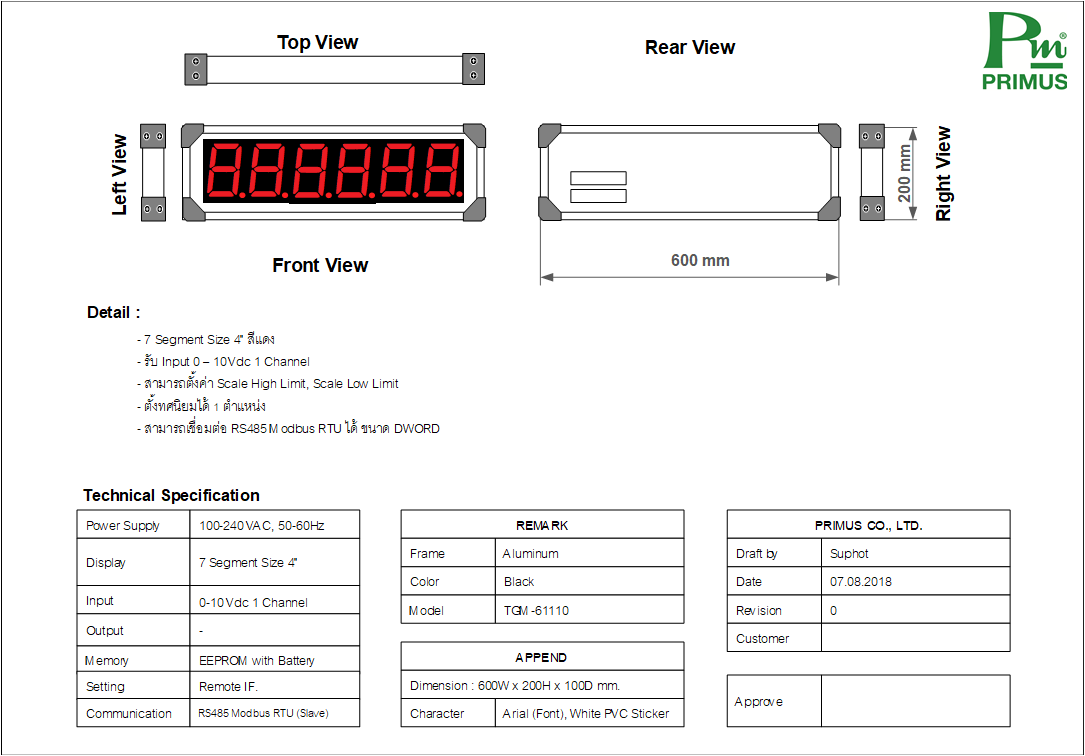 Top View
Rear View
Pm®
PRIMUS
Left View
8.8.8.8.8.8.
200 mm
Right View
600 mm
Front View
Detail :
- 7 Segment Size 4" สีแดง
- รับ Input 0 – 10Vdc 1 Channel
- สามารถตั้งค่า Scale High Limit, Scale Low Limit
- ตั้งทศนิยมได้ 1 ตำแหน่ง
- สามารถเชื่อมต่อ RS485 Modbus RTU ได้ ขนาด DWORD
Technical Specification
Power Supply 100-240VAC, 50-60Hz
Display 7 Segment Size 4"
Input 0-10Vdc 1 Channel
Output -
Memory EEPROM with Battery
Setting Remote IF.
Communication RS485 Modbus RTU (Slave)
REMARK
Frame Aluminum
Color Black
Model TGM-61110
APPEND
Dimension : 600W x 200H x 100D mm.
Character Arial (Font), White PVC Sticker
PRIMUS CO., LTD.
Draft by Suphot
Date 07.08.2018
Revision 0
Customer
Approve